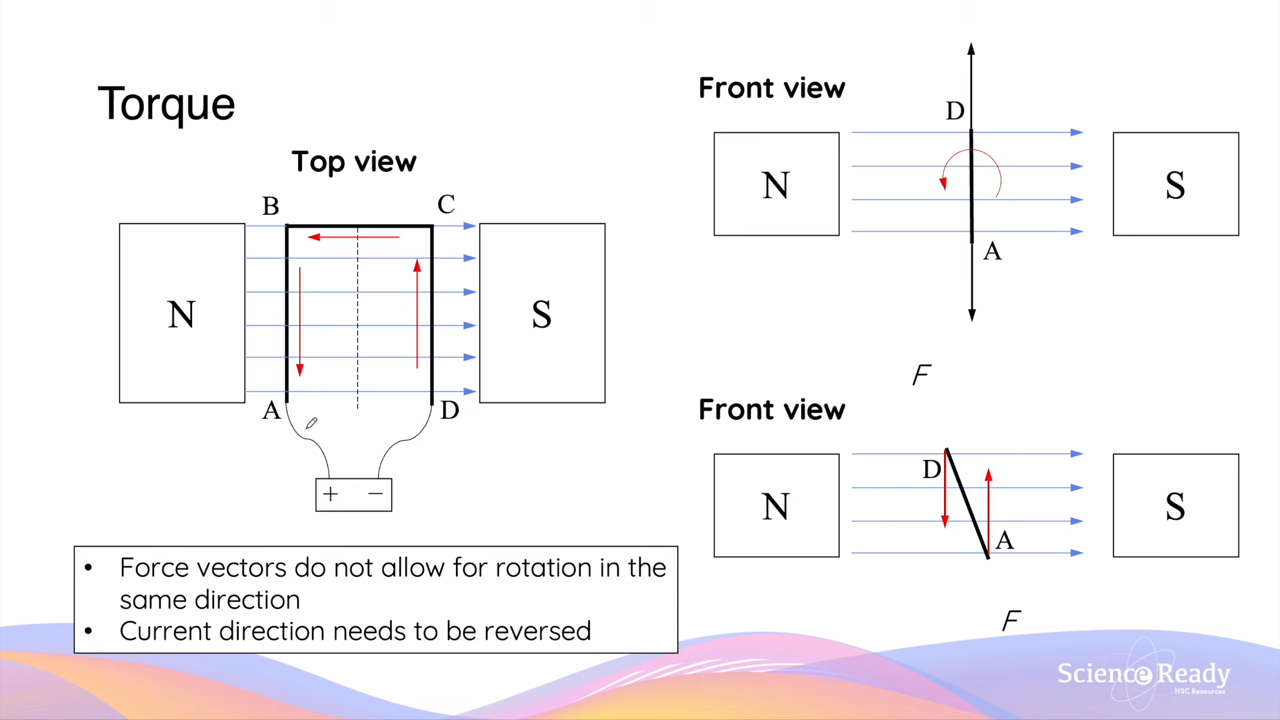 Torque
Top view
B
C
N
S
A
D
+
−
• Force vectors do not allow for rotation in the
same direction
• Current direction needs to be reversed
Front view
D
N
S
A
F
Front view
D
N
S
A
F
Science Ready
HSC Resources